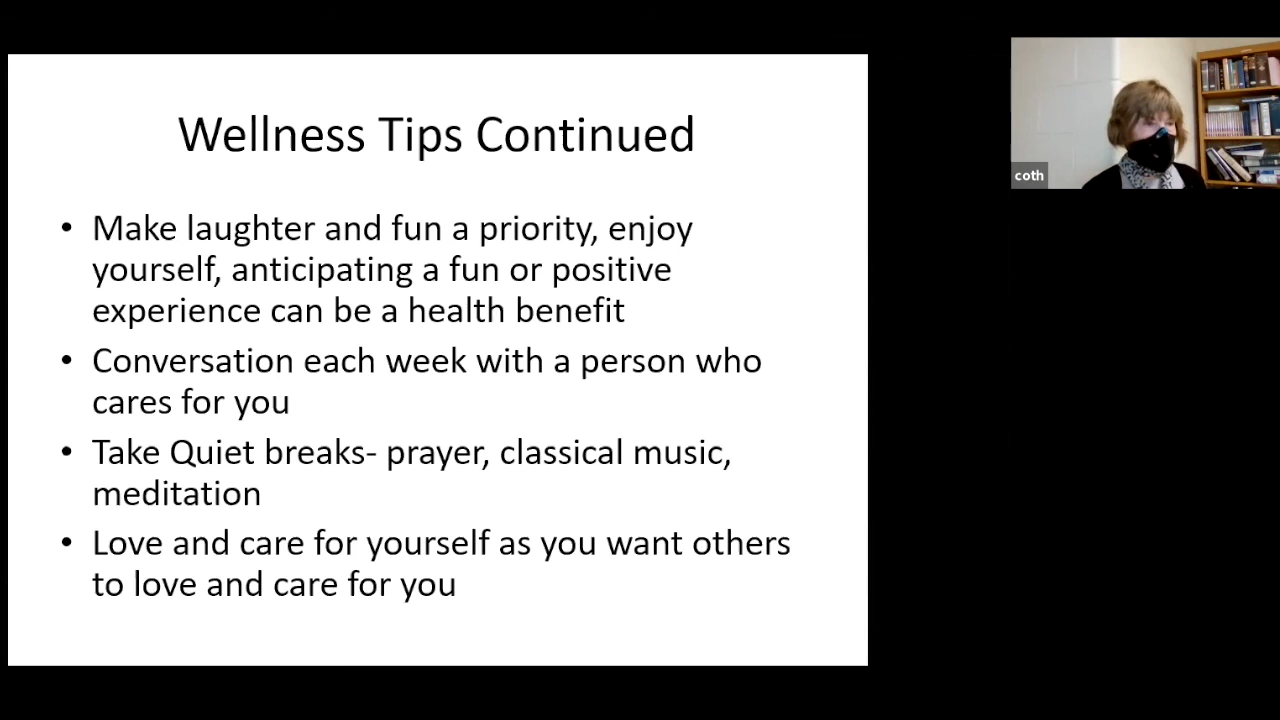 Wellness Tips Continued
• Make laughter and fun a priority, enjoy
yourself, anticipating a fun or positive
experience can be a health benefit
• Conversation each week with a person who
cares for you
• Take Quiet breaks- prayer, classical music,
meditation
• Love and care for yourself as you want others
to love and care for you
coth